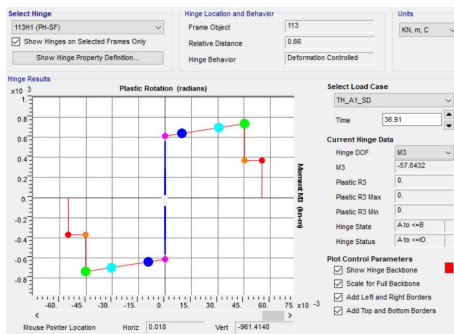 Select Hinge
113H1 (PH-SF)
Show Hinges on Selected Frames Only
Show Hinge Property Definition...
Hinge Location and Behavior
Frame Object 113
Relative Distance 0.66
Hinge Behavior Deformation Controlled
Units
KN, m, C
Hinge Results
x10 3
Plastic Rotation (radians)
1.
0.8
0.6
0.4
0.2
0.
-0.2
-0.4
-0.6
-0.8
Moment M3 (kn-m)
-60. -45. -30. -15. 0. 15. 30. 45. 60. 75. x10 -3
Mouse Pointer Location Horiz 0.018 Vert -961.4148
Select Load Case
TH_A1_SD
Time 36.91
Current Hinge Data
Hinge DOF M3
M3 -57.6432
Plastic R3 0.
Plastic R3 Max 0.
Plastic R3 Min 0.
Hinge State A to <=B
Hinge Status A to <=IO
Plot Control Parameters
Show Hinge Backbone
Scale for Full Backbone
Add Left and Right Borders
Add Top and Bottom Borders